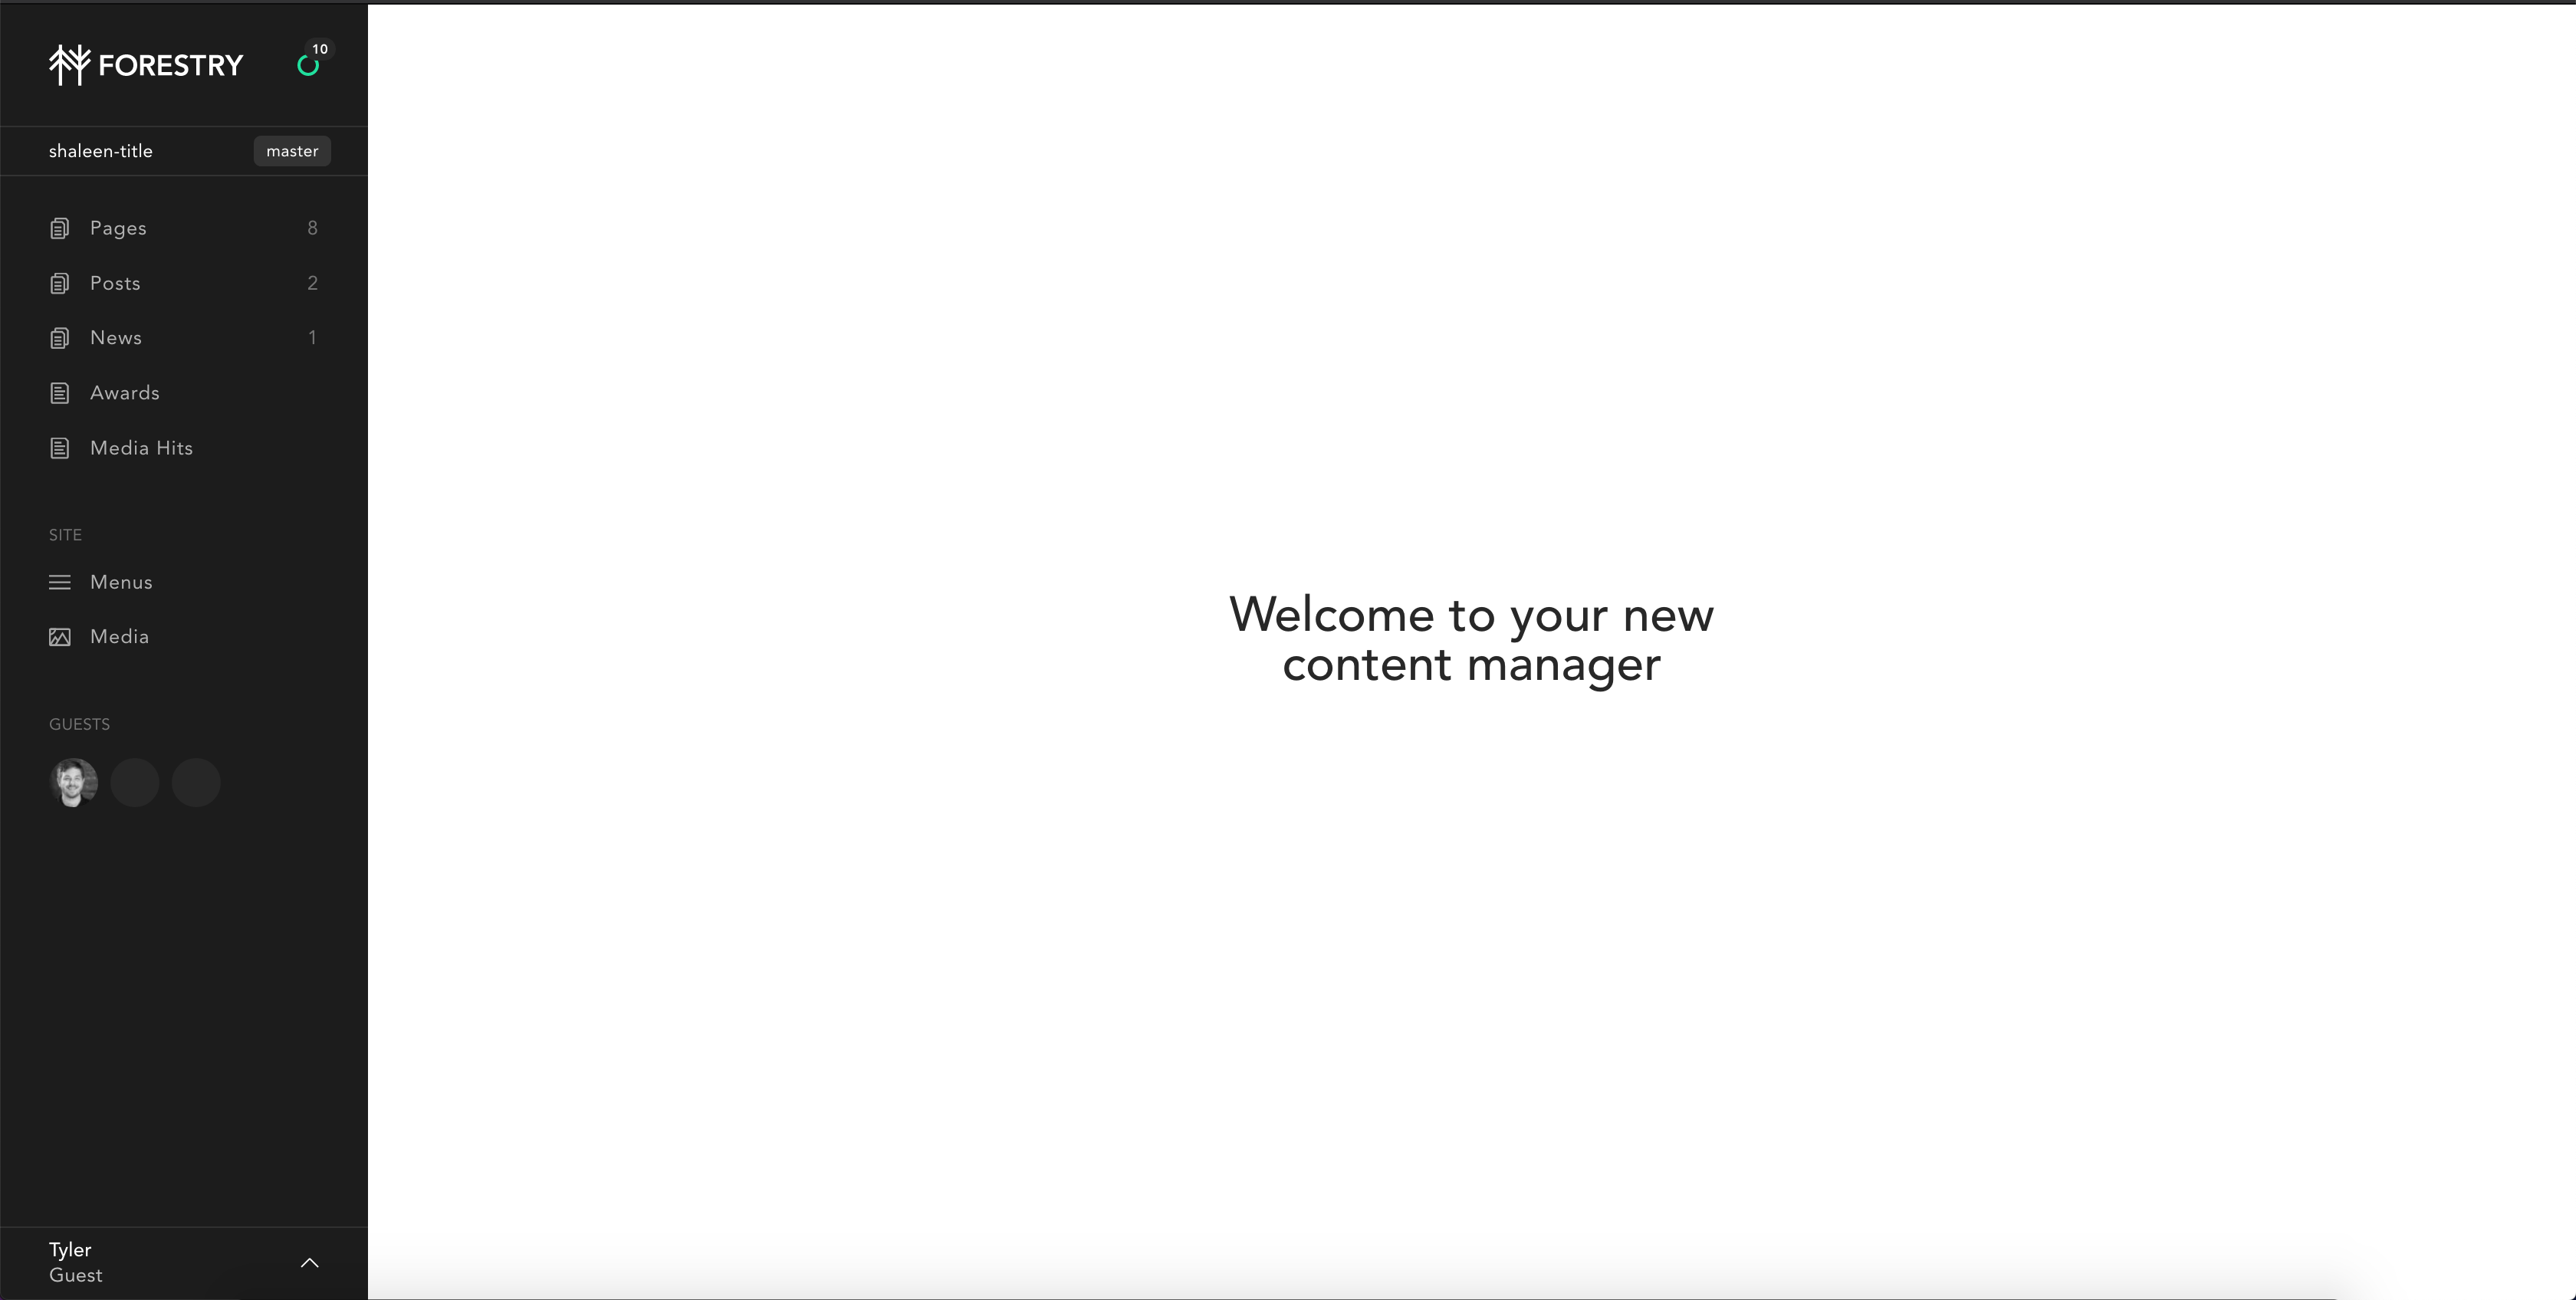 FORESTRY
10
shaleen-title
master
Pages 8
Posts 2
News 1
Awards
Media Hits
SITE
Menus
Media
GUESTS
Tyler
Guest
Welcome to your new
content manager